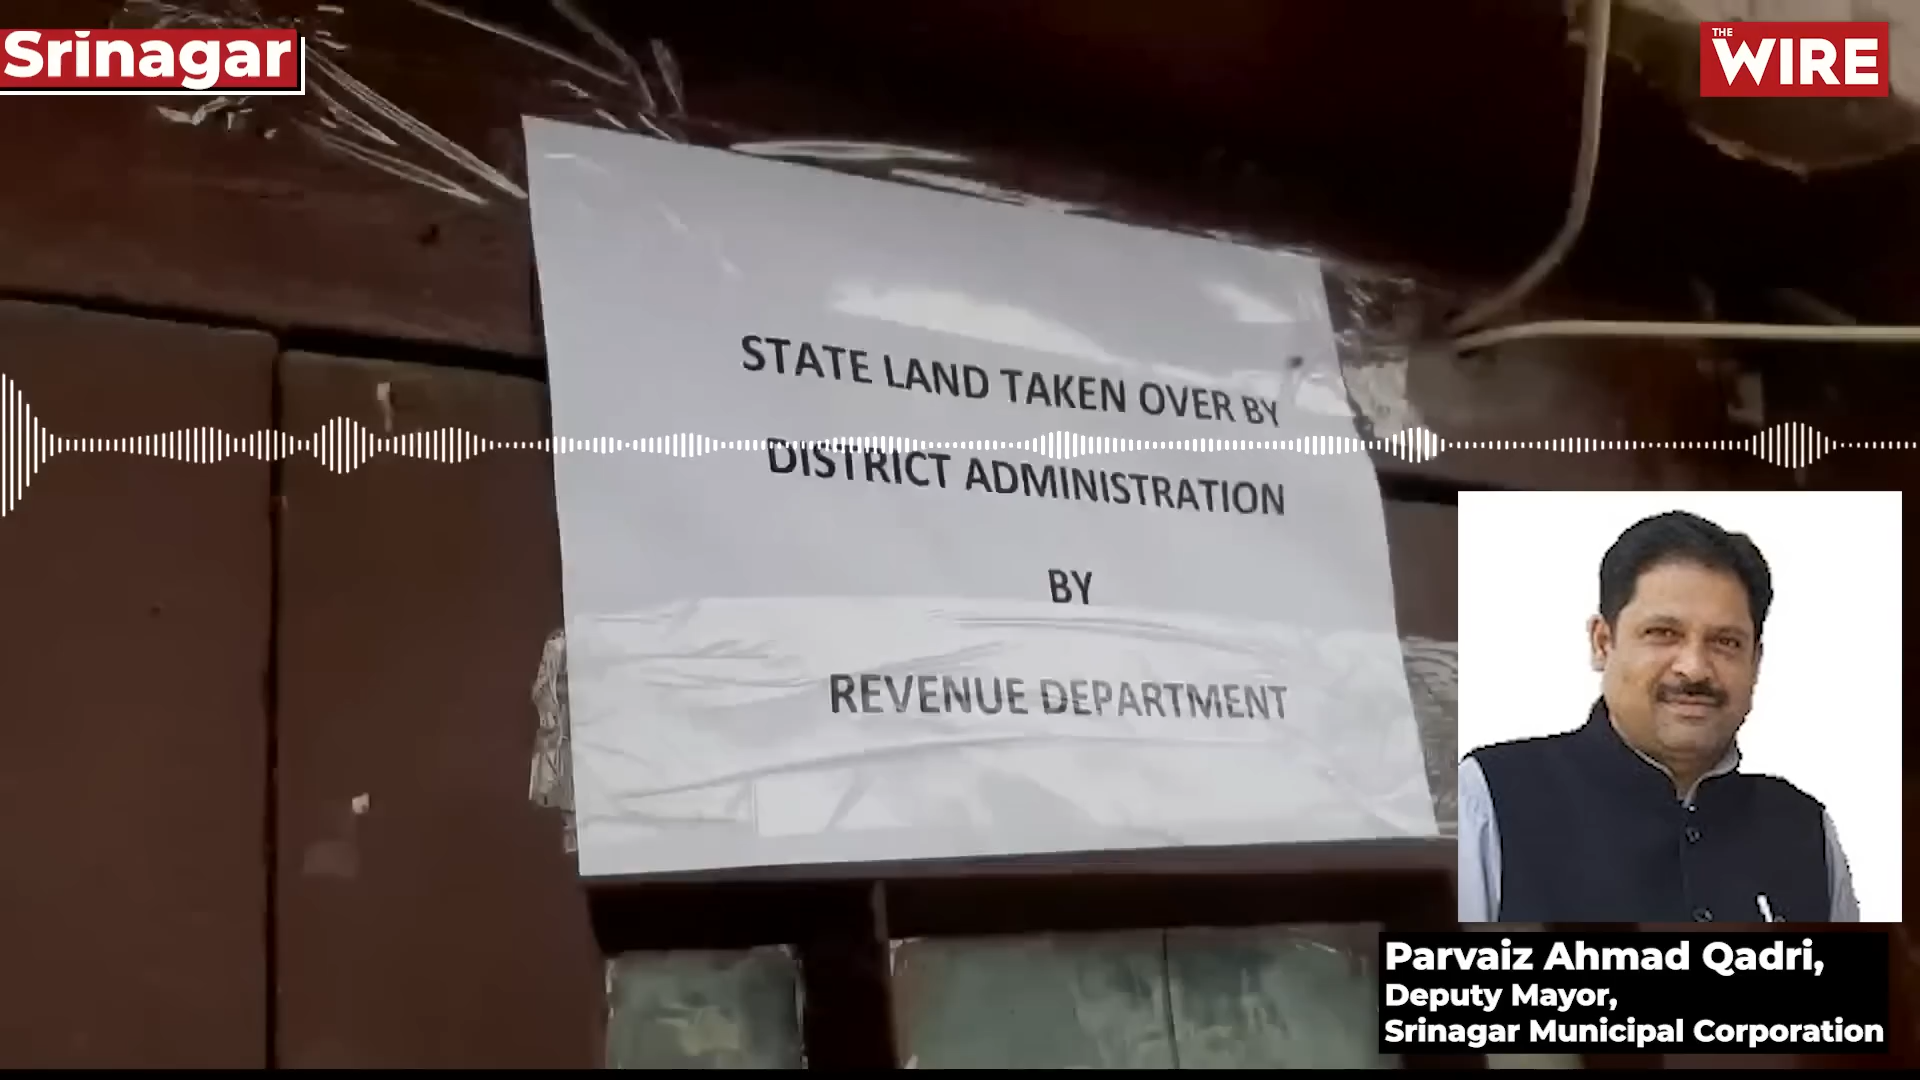 Srinagar
THE
WIRE
STATE LAND TAKEN OVER BY
DISTRICT ADMINISTRATION
BY
REVENUE DEPARTMENT
Parvaiz Ahmad Qadri,
Deputy Mayor,
Srinagar Municipal Corporation